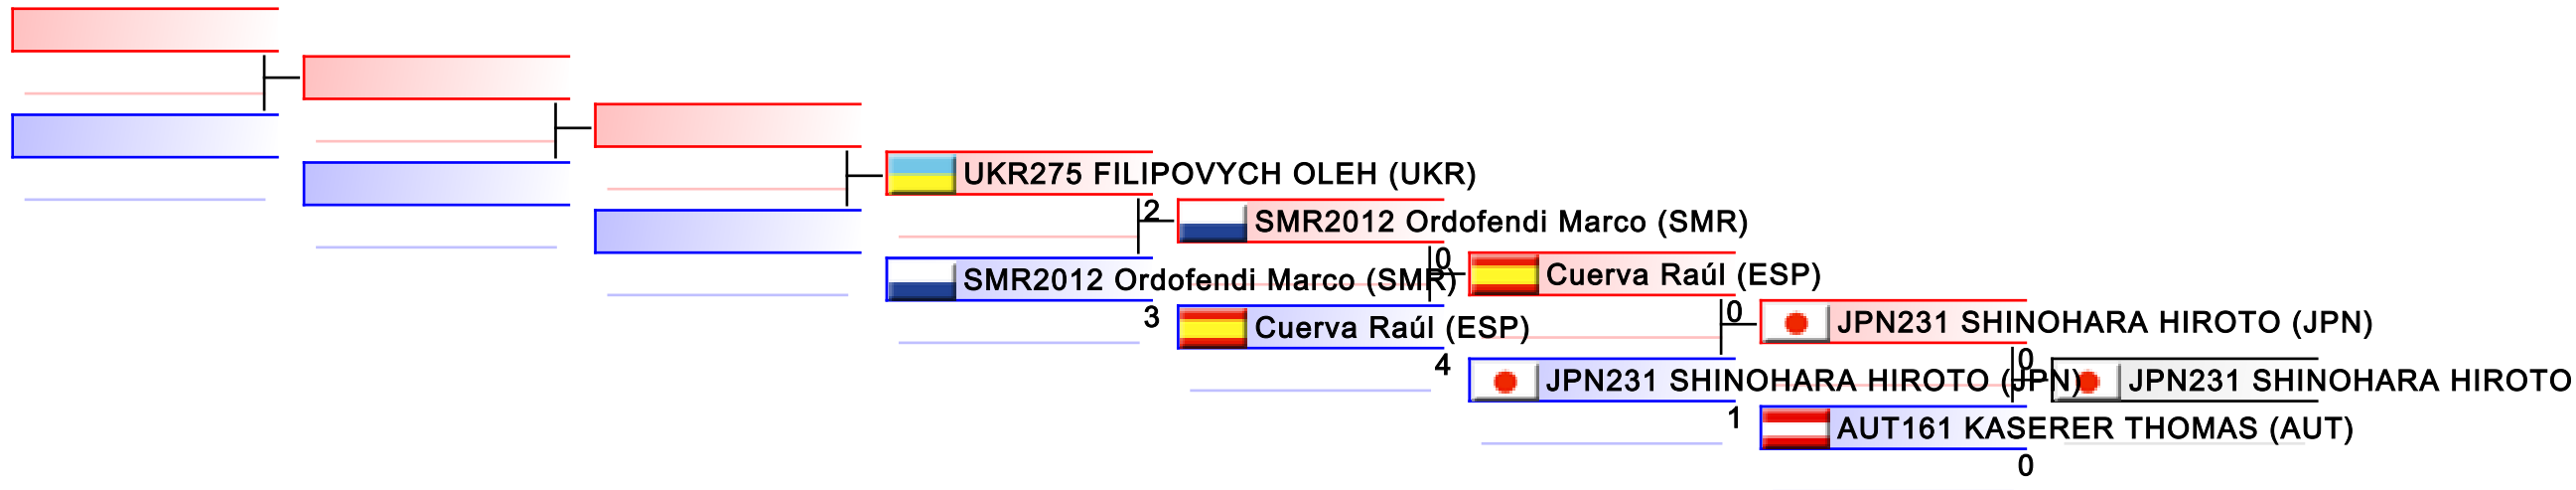 UKR275 FILIPOVYCH OLEH (UKR)
2
SMR2012 Ordofendi Marco (SMR)
SMR2012 Ordofendi Marco (SMR)
3
0
Cuerva Raúl (ESP)
Cuerva Raúl (ESP)
4
0
JPN231 SHINOHARA HIROTO (JPN)
JPN231 SHINOHARA HIROTO (JPN)
1
0
JPN231 SHINOHARA HIROTO
AUT161 KASERER THOMAS (AUT)
0